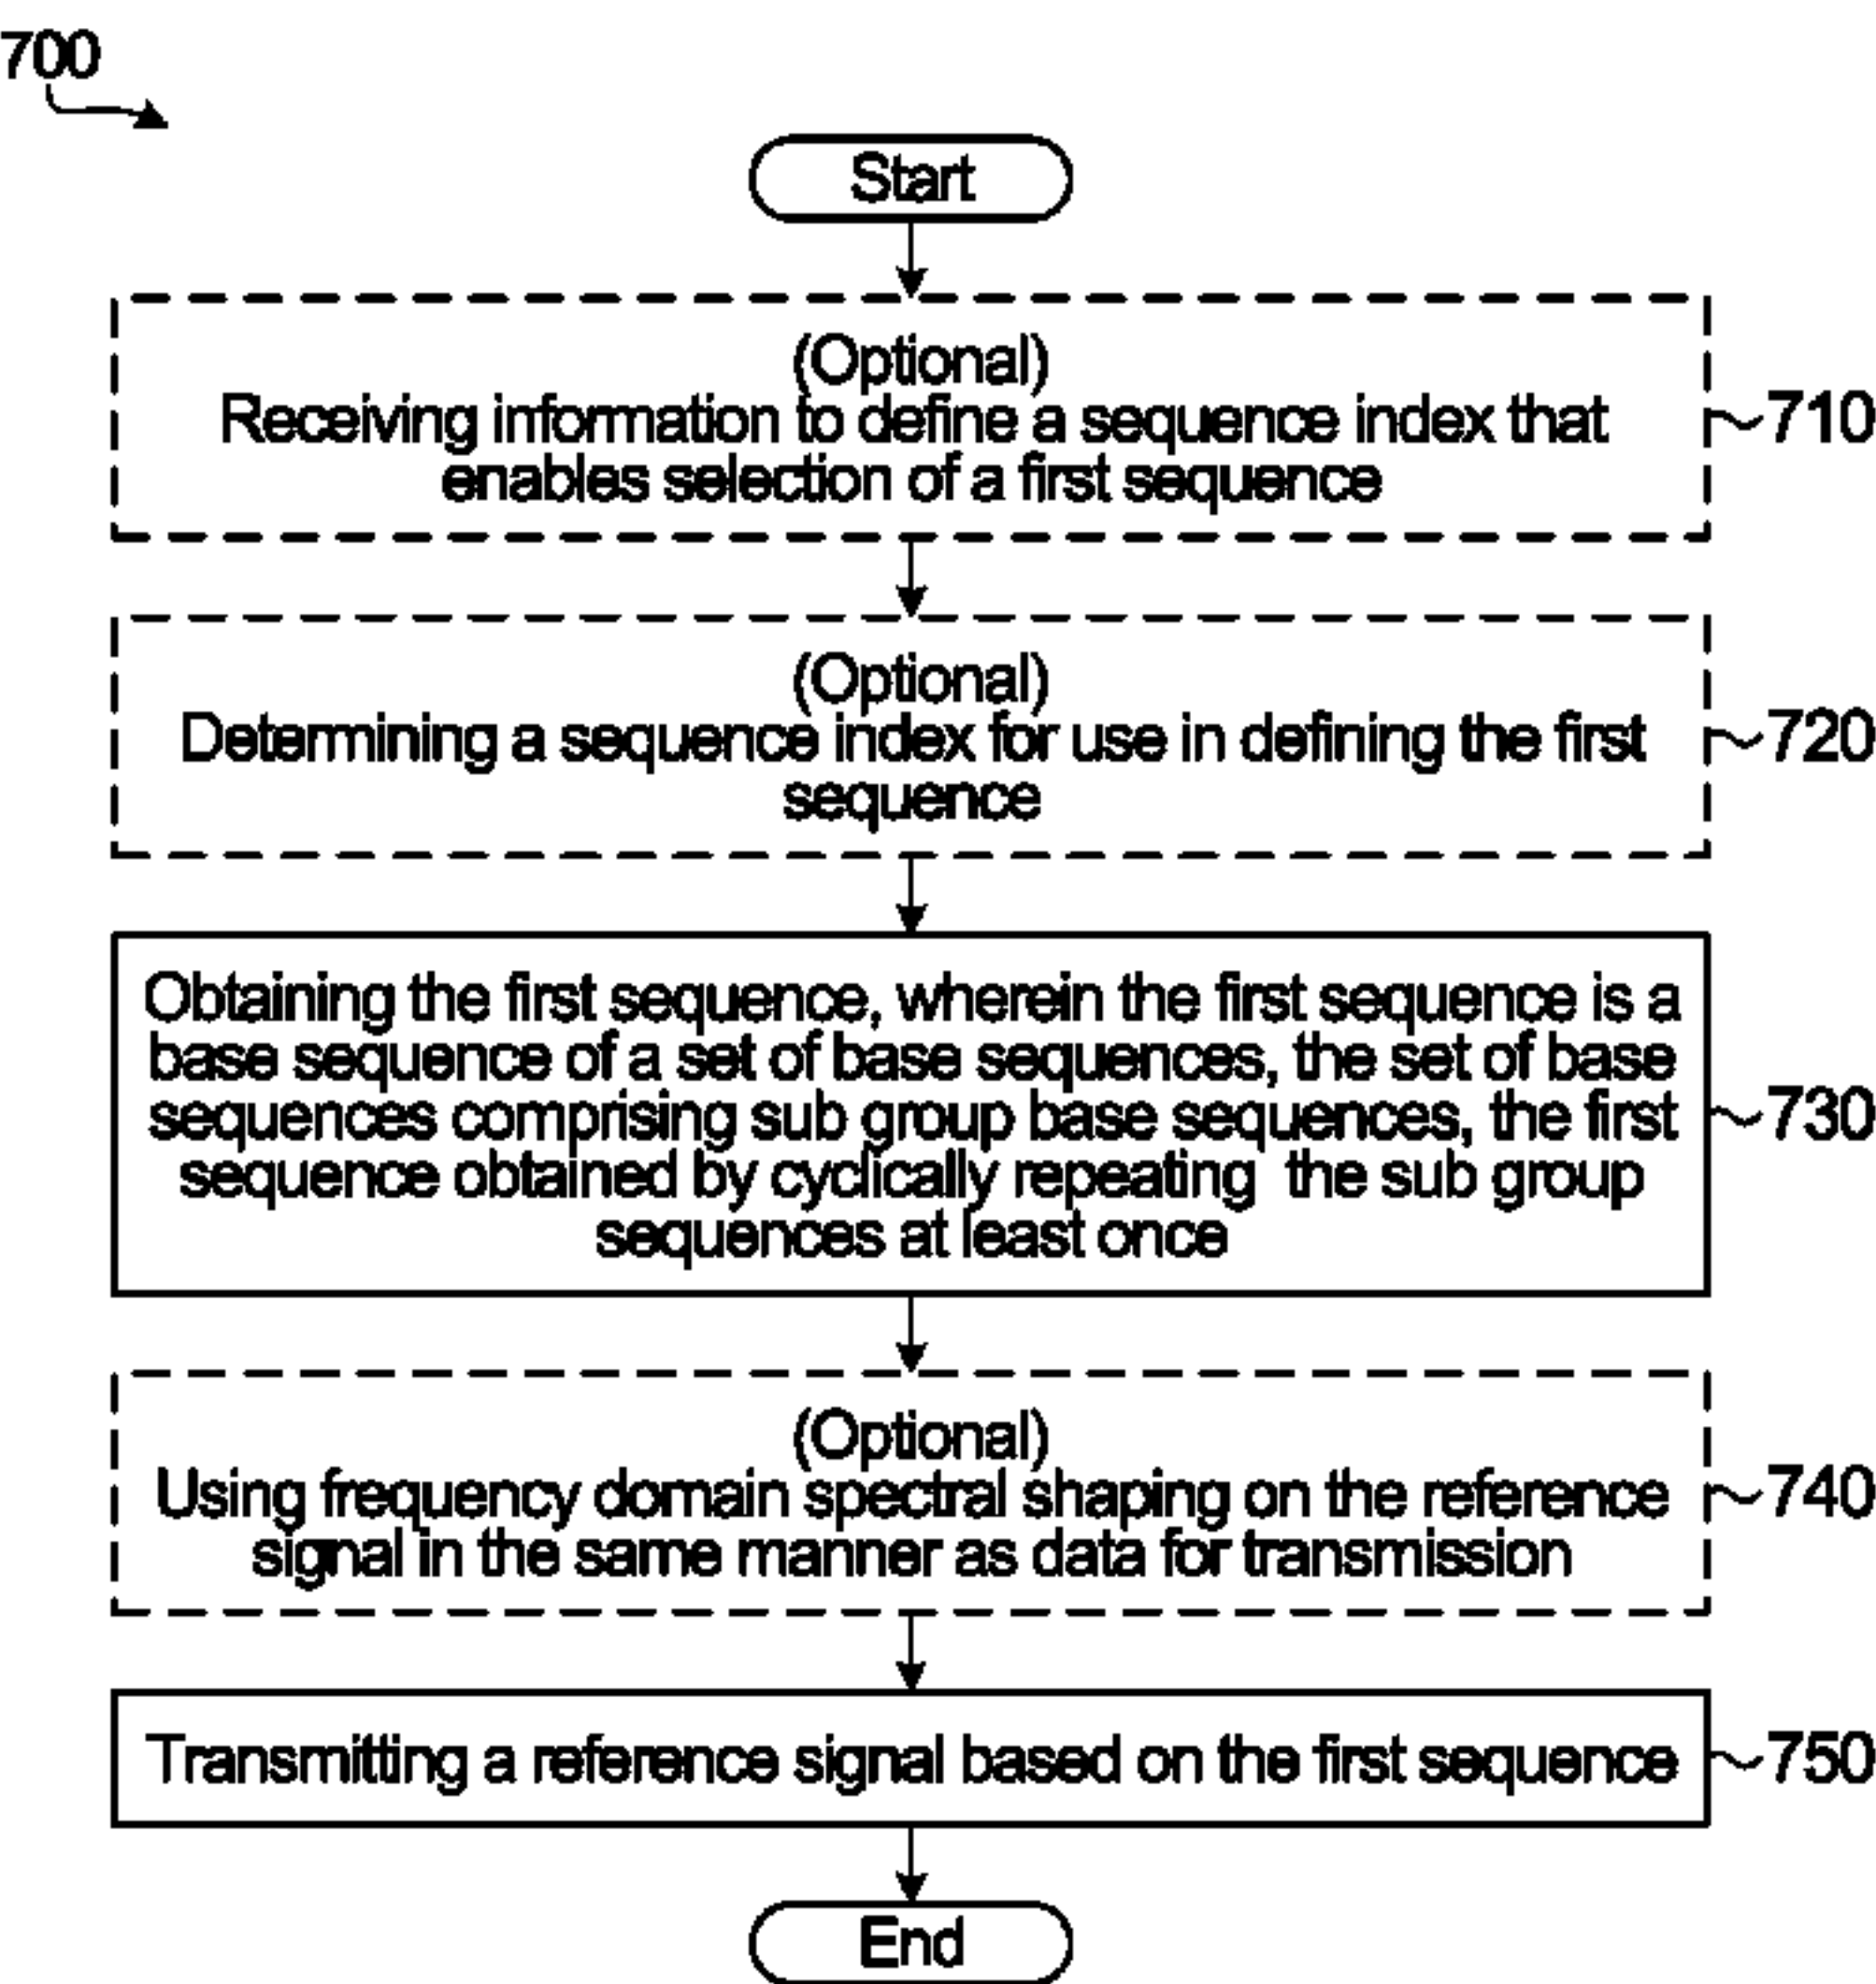 700
Start
(Optional)
Receiving information to define a sequence index that
enables selection of a first sequence
710
(Optional)
Determining a sequence index for use in defining the first
sequence
720
Obtaining the first sequence, wherein the first sequence is a
base sequence of a set of base sequences, the set of base
sequences comprising sub group base sequences, the first
sequence obtained by cyclically repeating the sub group
sequences at least once
730
(Optional)
Using frequency domain spectral shaping on the reference
signal in the same manner as data for transmission
740
Transmitting a reference signal based on the first sequence
750
End